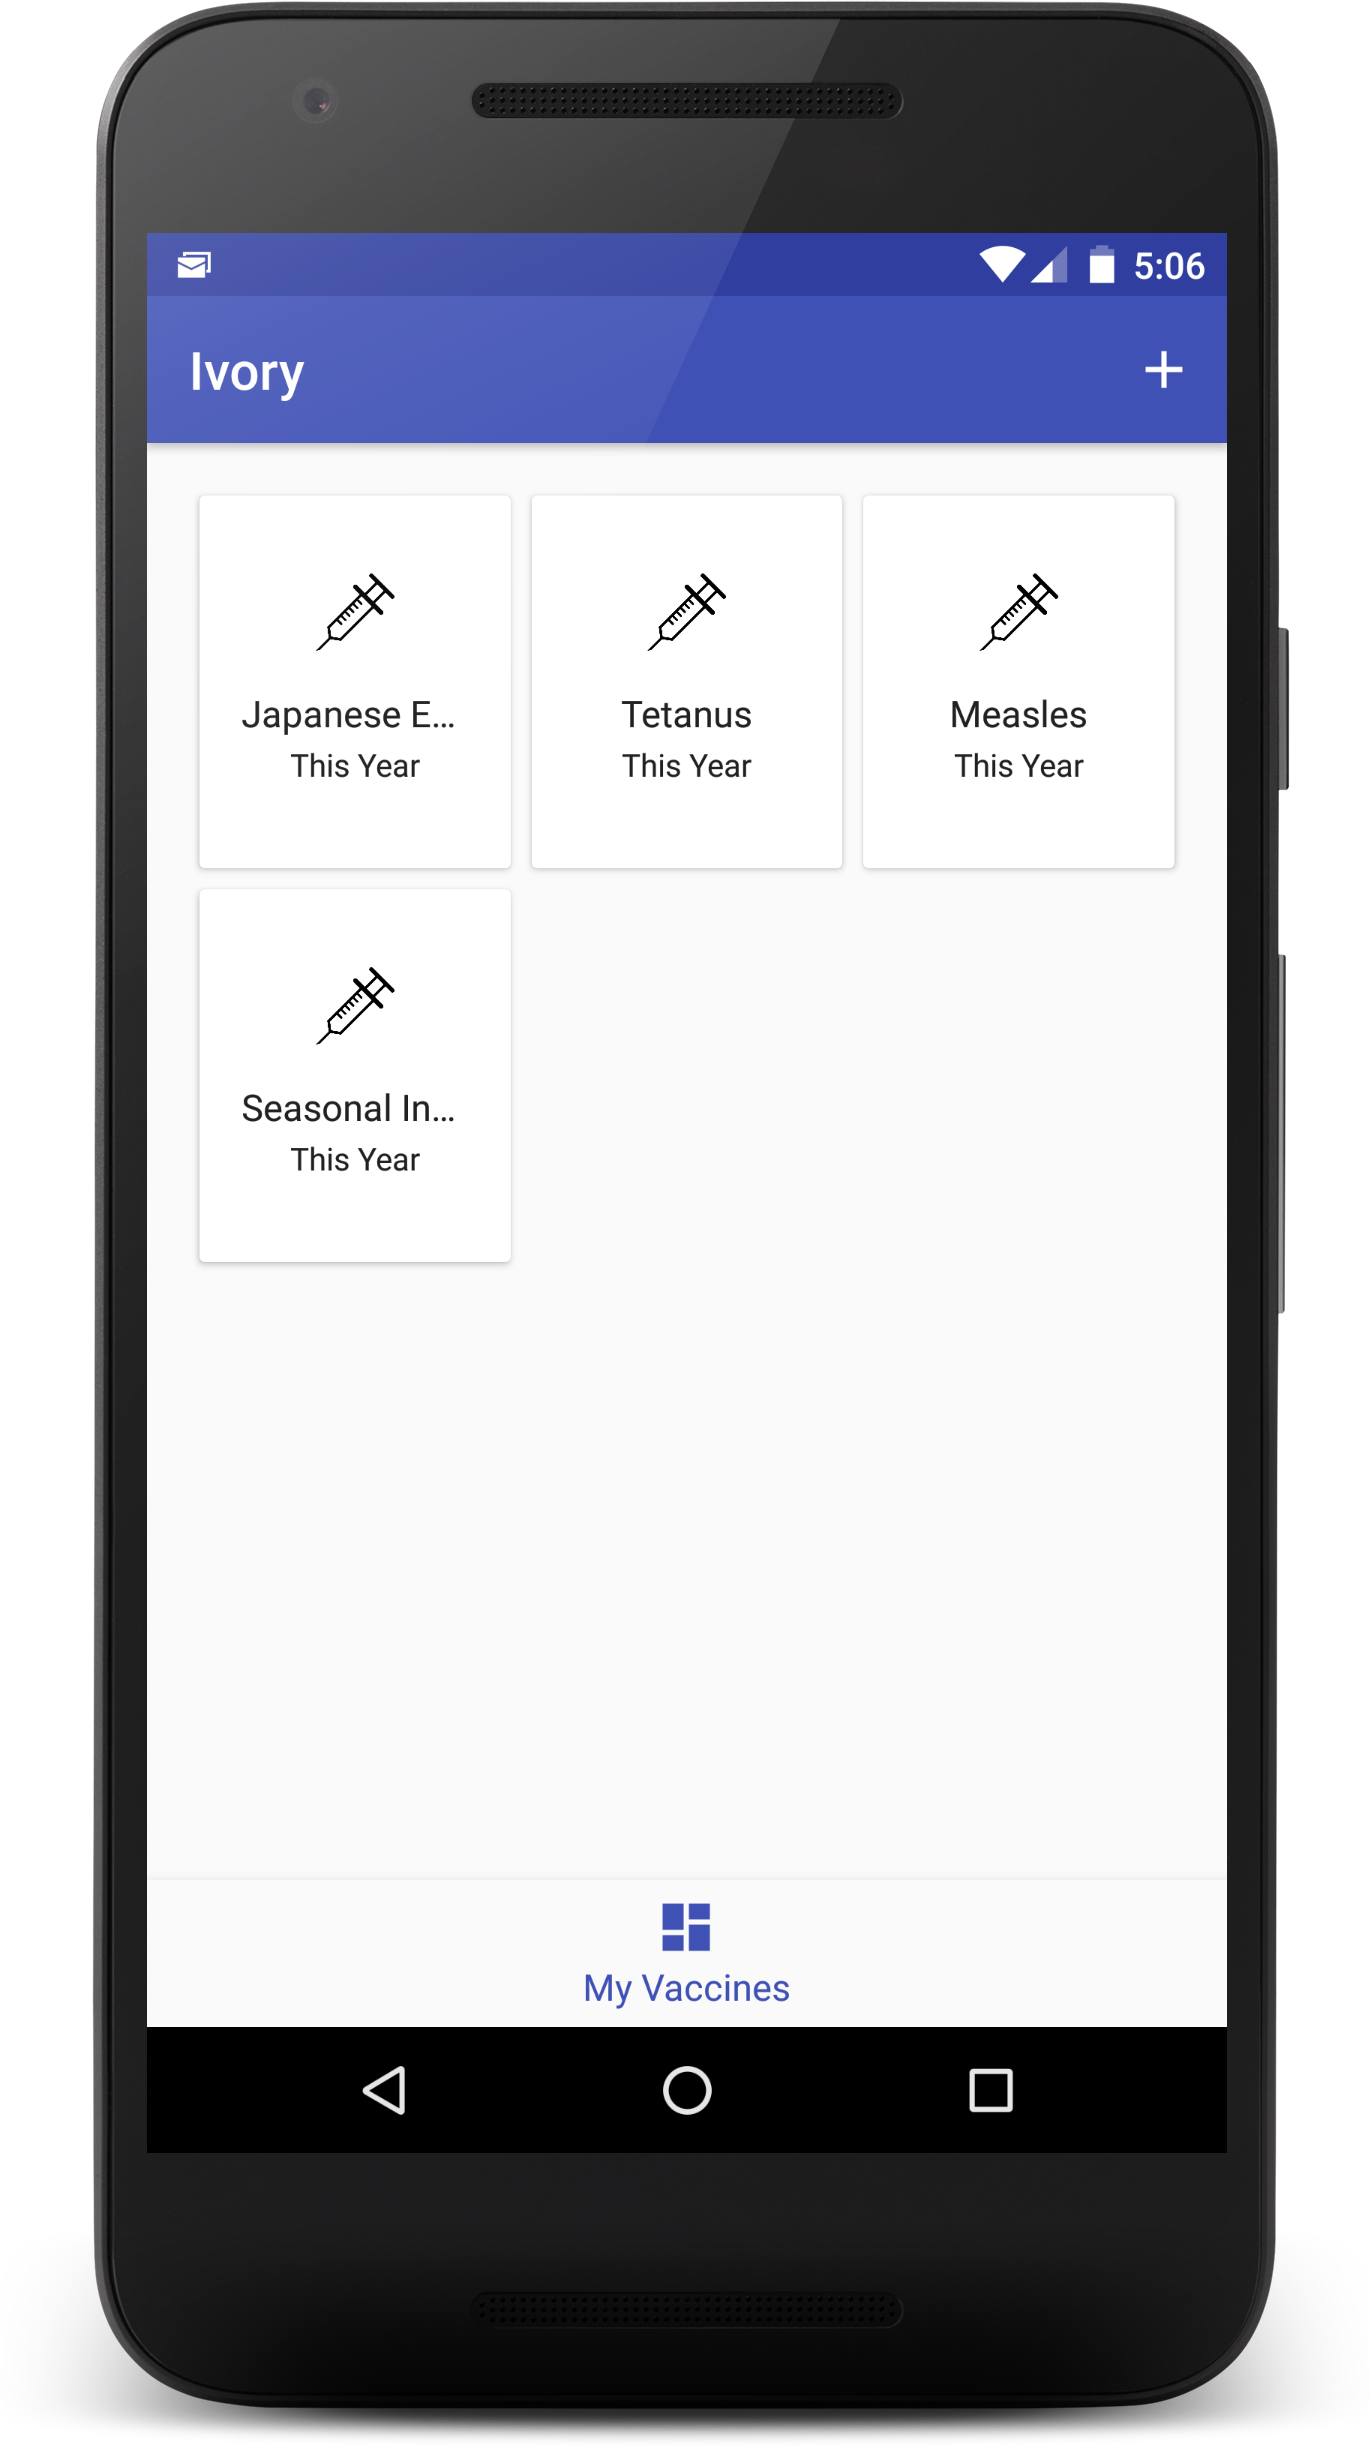 5:06
Ivory
Japanese E...
This Year
Tetanus
This Year
Measles
This Year
Seasonal In...
This Year
My Vaccines